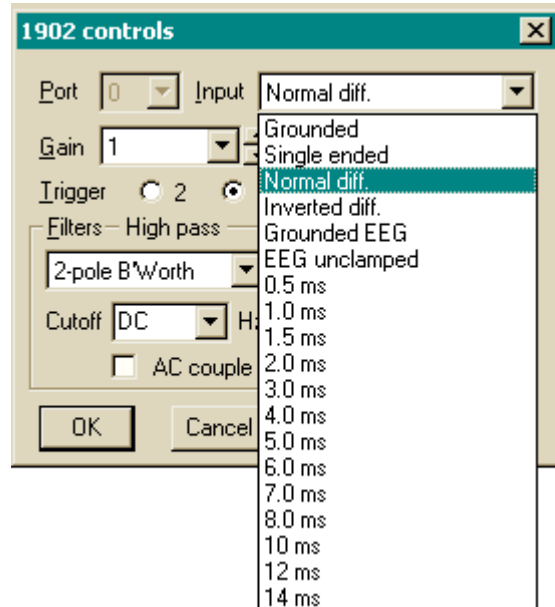 1902 controls
Port 0 Input Normal diff.
Gain 1
Trigger 2
Filters High pass
2-pole B'Worth
Cutoff DC Hz
AC couple
OK Cancel
Grounded
Single ended
Normal diff.
Inverted diff.
Grounded EEG
EEG unclamped
0.5 ms
1.0 ms
1.5 ms
2.0 ms
3.0 ms
4.0 ms
5.0 ms
6.0 ms
7.0 ms
8.0 ms
10 ms
12 ms
14 ms